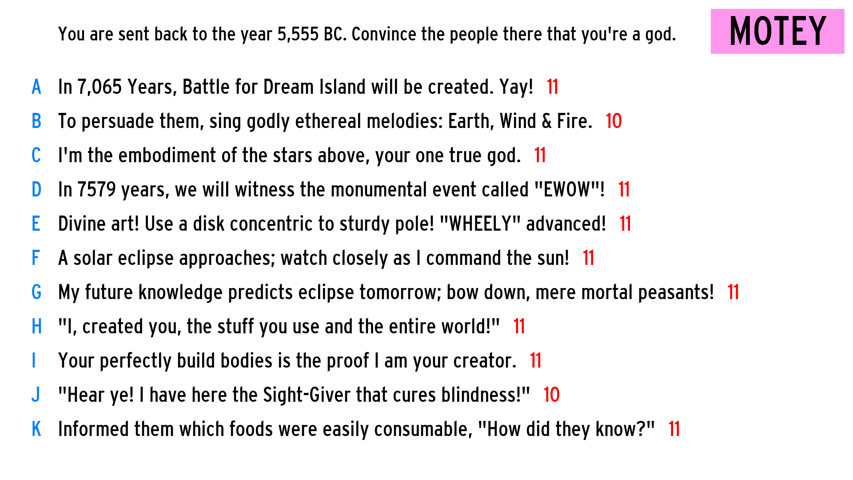 You are sent back to the year 5,555 BC. Convince the people there that you're a god.
MOTEY
A In 7,065 Years, Battle for Dream Island will be created. Yay! 11
B To persuade them, sing godly ethereal melodies: Earth, Wind & Fire. 10
C I'm the embodiment of the stars above, your one true god. 11
D In 7579 years, we will witness the monumental event called "EWOW"! 11
E Divine art! Use a disk concentric to sturdy pole! "WHEELY" advanced! 11
F A solar eclipse approaches; watch closely as I command the sun! 11
G My future knowledge predicts eclipse tomorrow; bow down, mere mortal peasants! 11
H "I, created you, the stuff you use and the entire world!" 11
I Your perfectly build bodies is the proof I am your creator. 11
J "Hear ye! I have here the Sight-Giver that cures blindness!" 10
K Informed them which foods were easily consumable, "How did they know?" 11